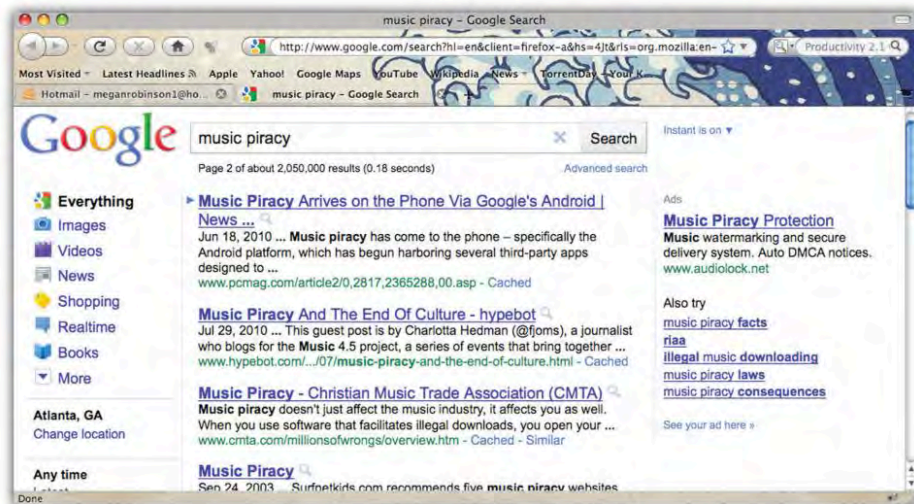 music piracy – Google Search
http://www.google.com/search?hl=en&client=firefox-a&hs=4Jt&rls=org.mozilla:en-
Productivity 2.1
Most Visited Latest Headlines Apple Yahoo! Google Maps YouTube Wikipedia News TorrentDay - Your K...
Hotmail – meganrobinson1@ho... music piracy – Google Search
Google
music piracy
Search
Instant is on
Page 2 of about 2,050,000 results (0.18 seconds)
Advanced search
Everything
Images
Videos
News
Shopping
Realtime
Books
More
Atlanta, GA
Change location
Any time
Music Piracy Arrives on the Phone Via Google's Android |
News ...
Jun 18, 2010 ... Music piracy has come to the phone – specifically the
Android platform, which has begun harboring several third-party apps
designed to ...
www.pcmag.com/article2/0,2817,2365288,00.asp - Cached
Music Piracy And The End Of Culture - hypebot
Jul 29, 2010 ... This guest post is by Charlotta Hedman (@fjoms), a journalist
who blogs for the Music 4.5 project, a series of events that bring together ...
www.hypebot.com/.../07/music-piracy-and-the-end-of-culture.html - Cached
Music Piracy - Christian Music Trade Association (CMTA)
Music piracy doesn't just affect the music industry, it affects you as well.
When you use software that facilitates illegal downloads, you open your ...
www.cmta.com/millionsofwrongs/overview.htm - Cached - Similar
Music Piracy
Sep 24, 2003 ... Surfnetkids.com recommends five music piracy websites
Ads
Music Piracy Protection
Music watermarking and secure
delivery system. Auto DMCA notices.
www.audiolock.net
Also try
music piracy facts
riaa
illegal music downloading
music piracy laws
music piracy consequences
See your ad here »
Done